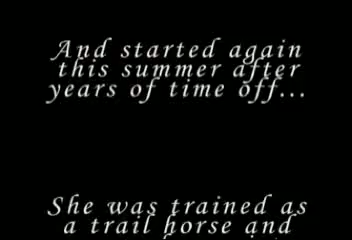 And started again
this summer after
years of time off...
She was trained as
a trail horse and